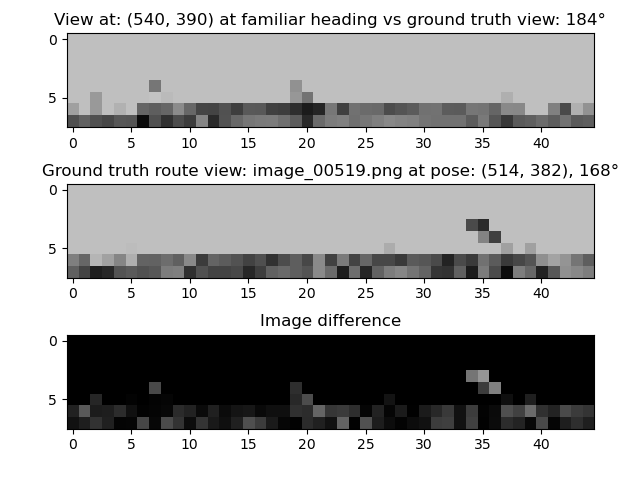 View at: (540, 390) at familiar heading vs ground truth view: 184°
0
5
0 5 10 15 20 25 30 35 40
Ground truth route view: image_00519.png at pose: (514, 382), 168°
0
5
0 5 10 15 20 25 30 35 40
Image difference
0
5
0 5 10 15 20 25 30 35 40